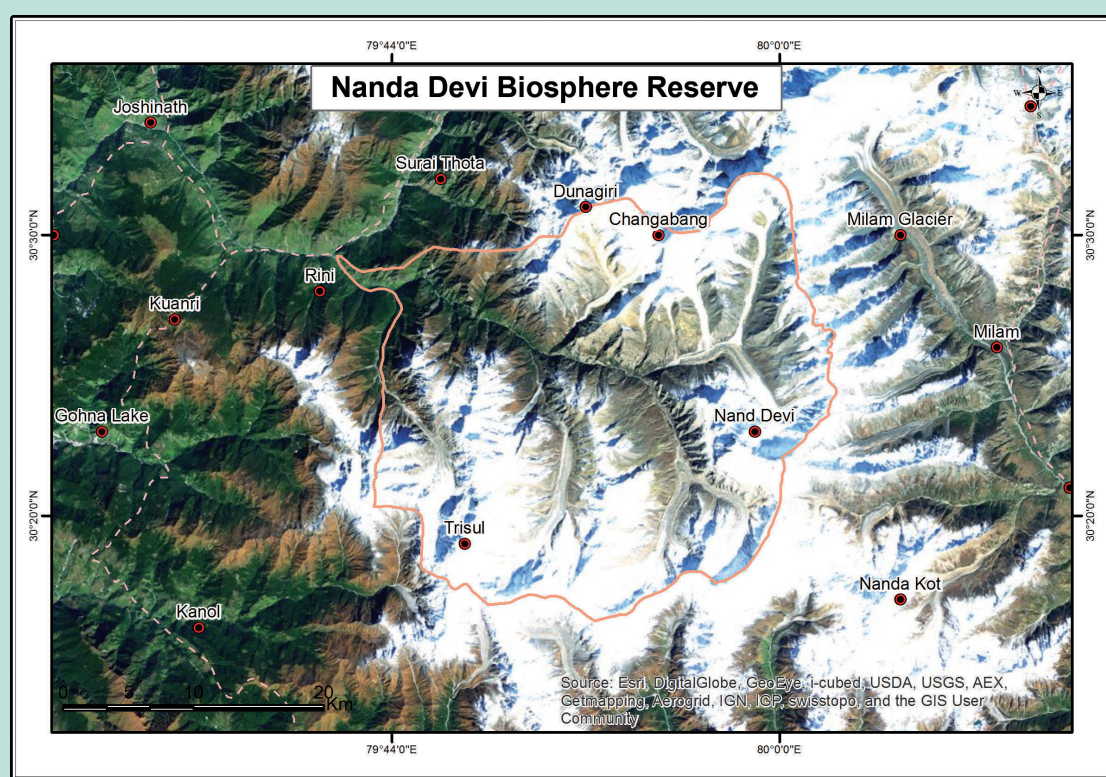 79°44'0"E
80°0'0"E
Nanda Devi Biosphere Reserve
N
W E
S
Joshinath
Surai Thota
Dunagiri
Changabang
Milam Glacier
30°30'0"N
30°30'0"N
Rini
Kuanri
Milam
Gohna Lake
Nand Devi
30°20'0"N
30°20'0"N
Trisul
Nanda Kot
Kanol
0 5 10 20
Km
Source: Esri, DigitalGlobe, GeoEye, i-cubed, USDA, USGS, AEX,
Getmapping, Aerogrid, IGN, IGP, swisstopo, and the GIS User
Community
79°44'0"E
80°0'0"E